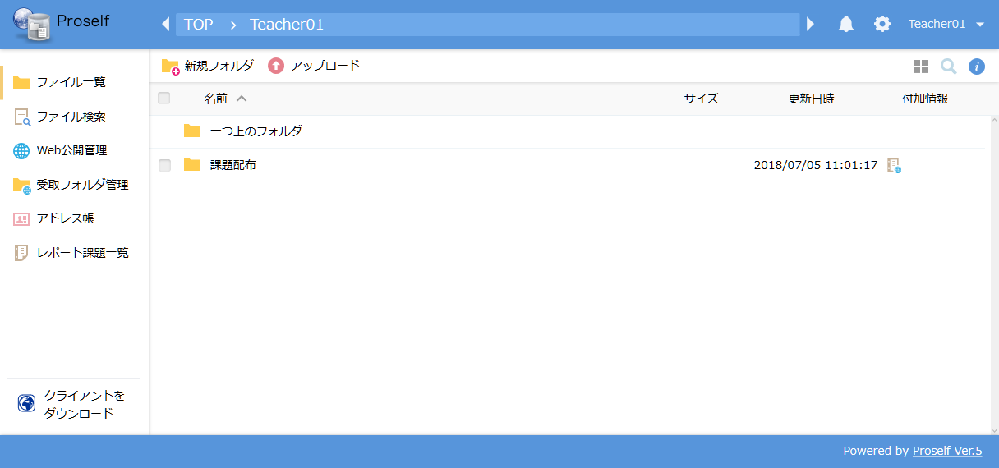 Proself
TOP > Teacher01
Teacher01
ファイル一覧
ファイル検索
Web公開管理
受取フォルダ管理
アドレス帳
レポート課題一覧
クライアントを
ダウンロード
新規フォルダ アップロード
名前 サイズ 更新日時 付加情報
一つ上のフォルダ
課題配布 2018/07/05 11:01:17
Powered by Proself Ver.5